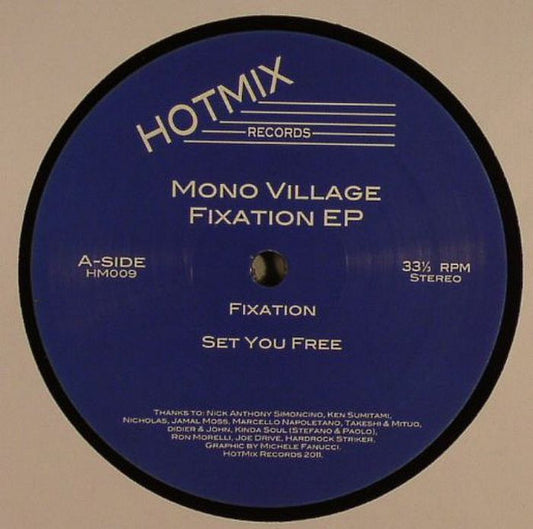 HOTMIX
RECORDS
MONO VILLAGE
FIXATION EP
A-SIDE
HM009
33⅓ RPM
STEREO
FIXATION
SET YOU FREE
THANKS TO: NICK ANTHONY SIMONCINO, KEN SUMITAMI,
NICHOLAS, JAMAL MOSS, MARCELLO NAPOLETANO, TAKESHI & MITUO,
DIDIER & JOHN, KINDA SOUL (STEFANO & PAOLO),
RON MORELLI, JOE DRIVE, HARDROCK STRIKER.
GRAPHIC BY MICHELE FANUCCI.
HOTMIX RECORDS 2011.